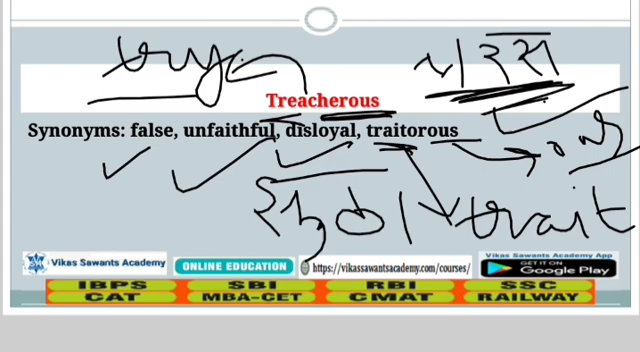 Treacherous
Synonyms: false, unfaithful, disloyal, traitorous
trait
Vikas Sawants Academy
ONLINE EDUCATION
https://vikassawantsacademy.com/courses/
Vikas Sawants Academy App
GET IT ON
Google Play
IBPS SBI RBI SSC
CAT MBA-CET CMAT RAILWAY